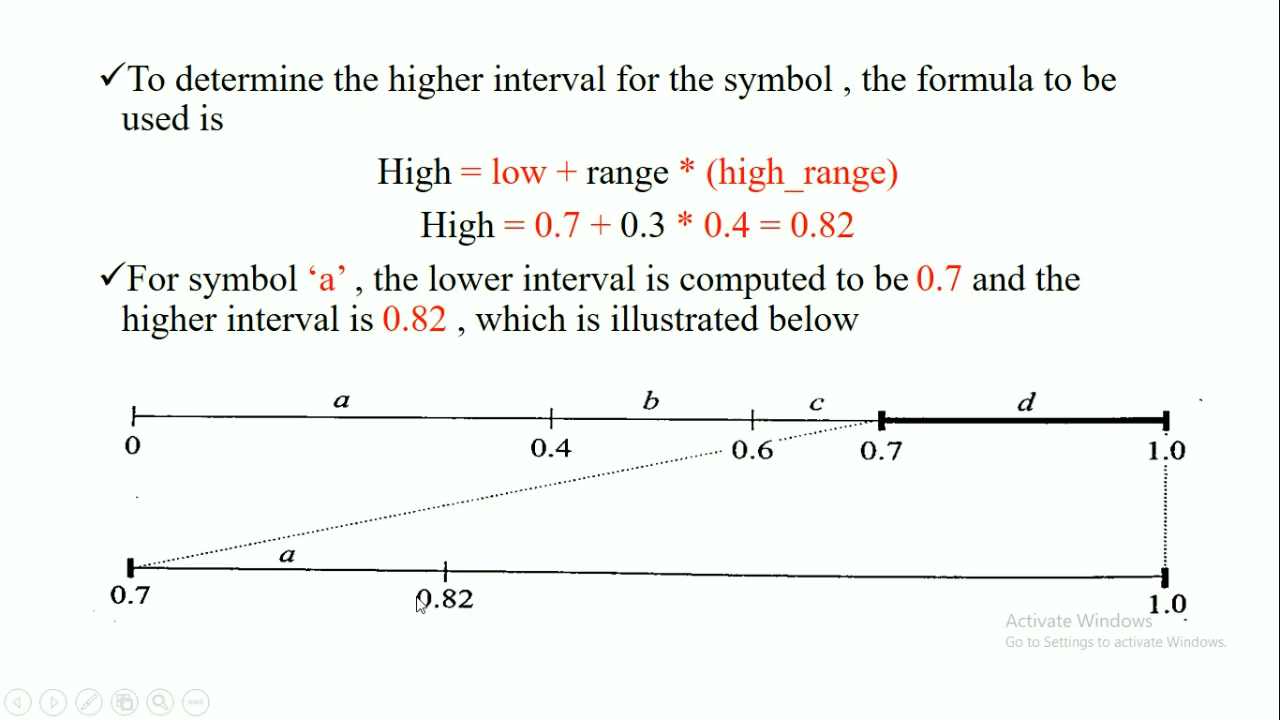 ✓To determine the higher interval for the symbol , the formula to be
used is
High = low + range * (high_range)
High = 0.7 + 0.3 * 0.4 = 0.82
✓For symbol ‘a’ , the lower interval is computed to be 0.7 and the
higher interval is 0.82 , which is illustrated below
a b c d
0 0.4 0.6 0.7 1.0
a
0.7 0.82 1.0
Activate Windows
Go to Settings to activate Windows.